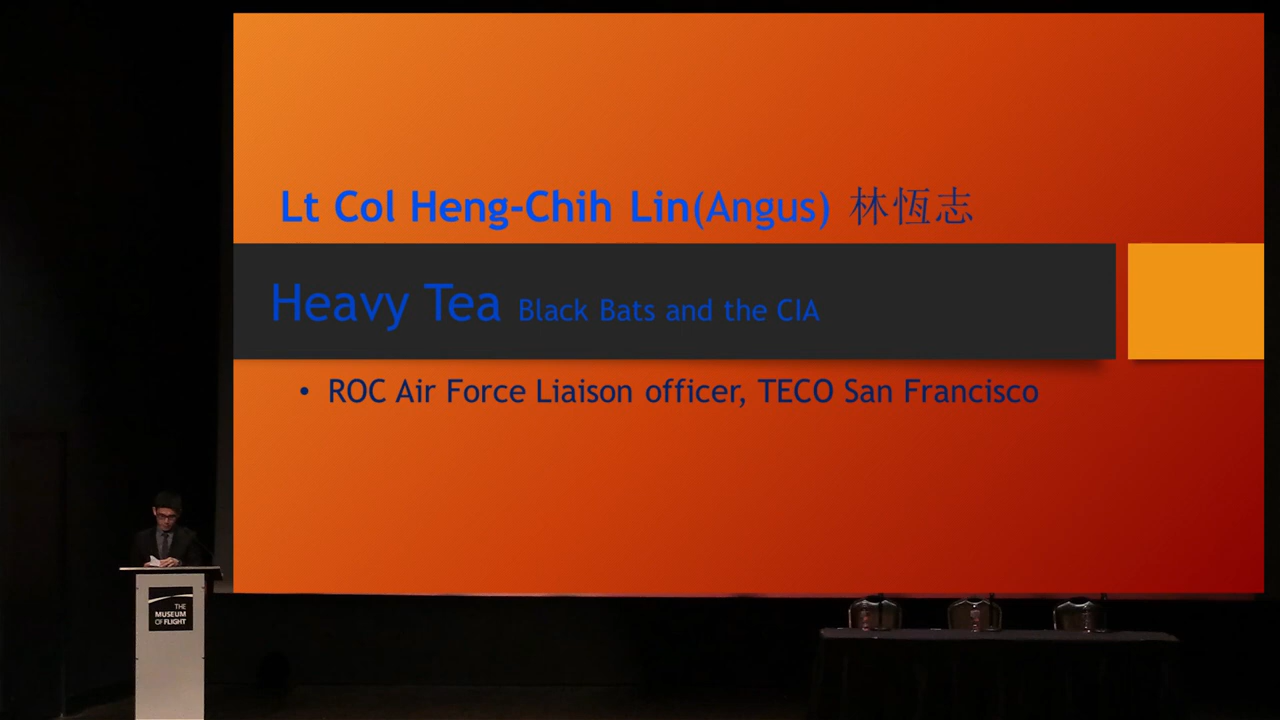 Lt Col Heng-Chih Lin(Angus) 林恆志
Heavy Tea Black Bats and the CIA
• ROC Air Force Liaison officer, TECO San Francisco
THE
MUSEUM
OF FLIGHT